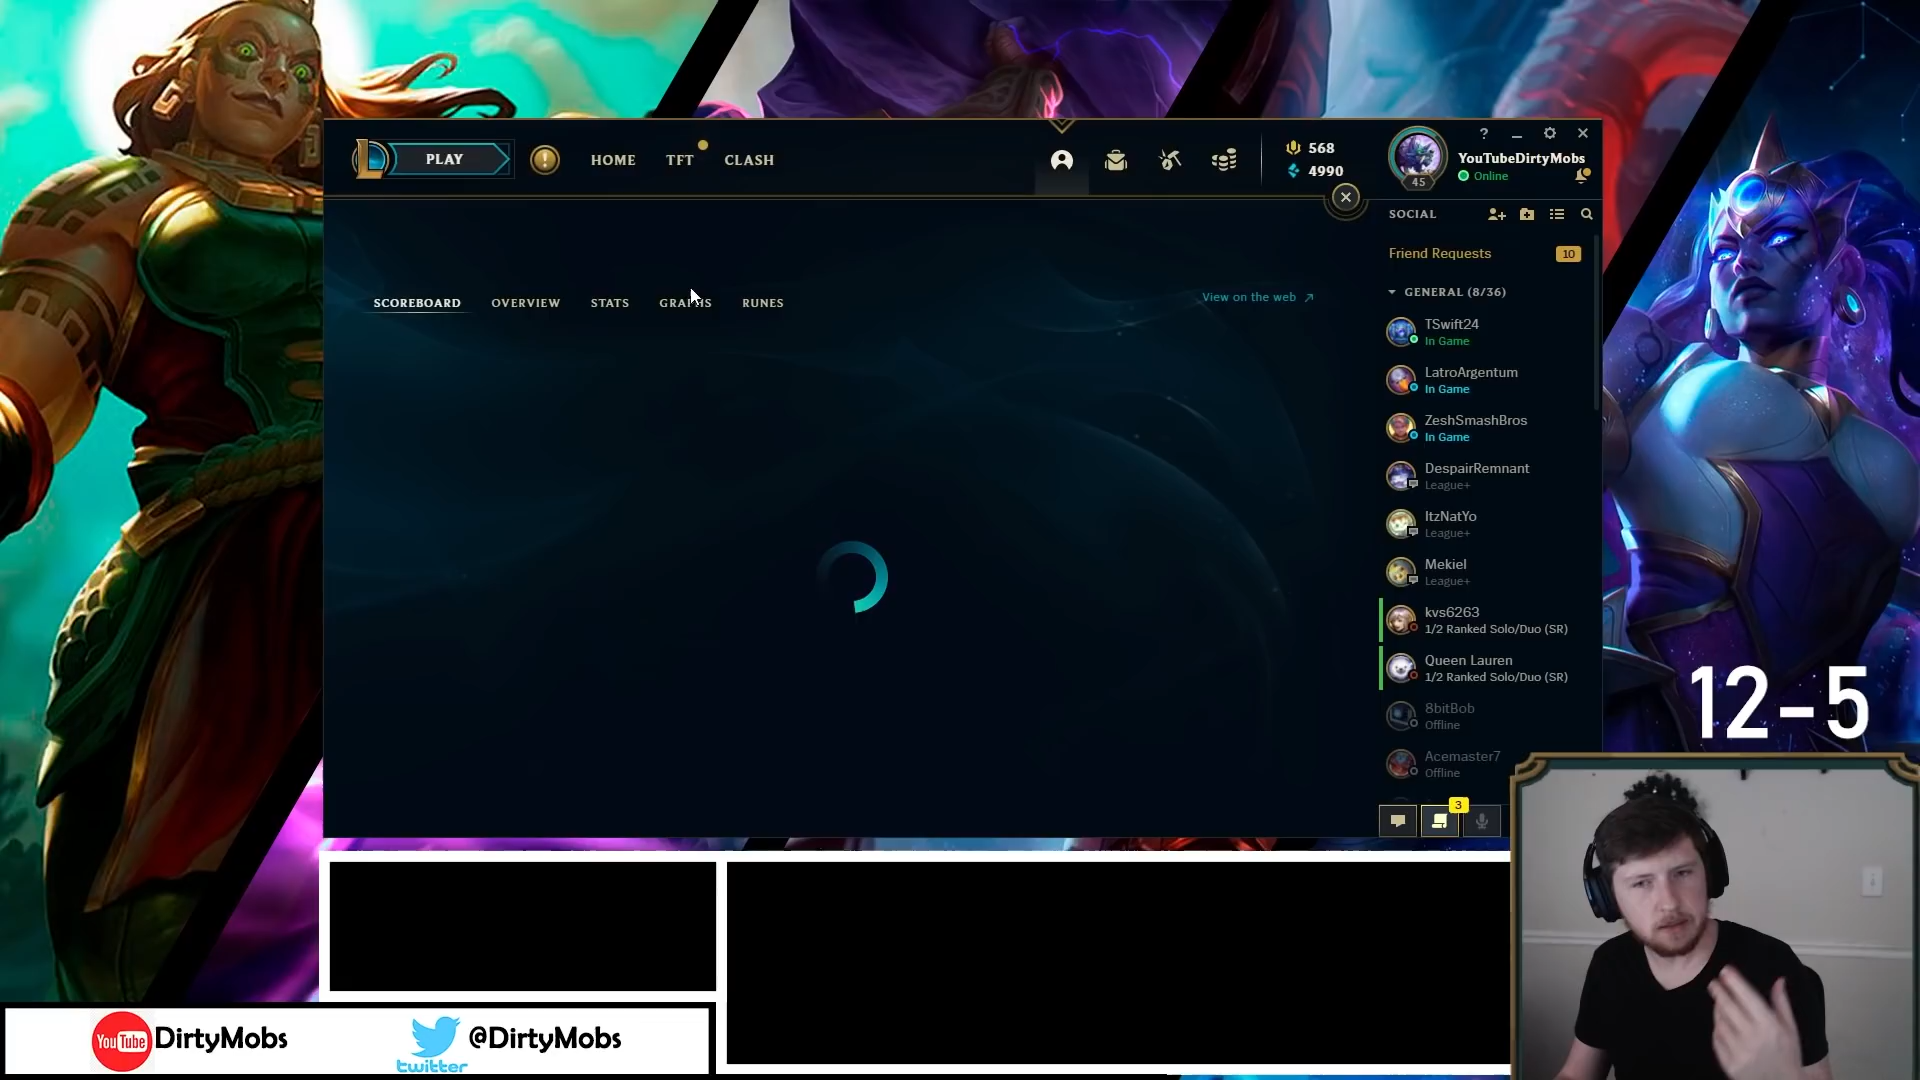 PLAY
HOME
TFT
CLASH
568
4990
45
YouTubeDirtyMobs
Online
SOCIAL
Friend Requests
10
GENERAL (8/36)
SCOREBOARD
OVERVIEW
STATS
GRAPHS
RUNES
View on the web
TSwift24
In Game
LatroArgentum
In Game
ZeshSmashBros
In Game
DespairRemnant
League+
ItzNatYo
League+
Mekiel
League+
kvs6263
1/2 Ranked Solo/Duo (SR)
Queen Lauren
1/2 Ranked Solo/Duo (SR)
8bitBob
Offline
Acemaster7
Offline
3
12-5
YouTube DirtyMobs
twitter @DirtyMobs